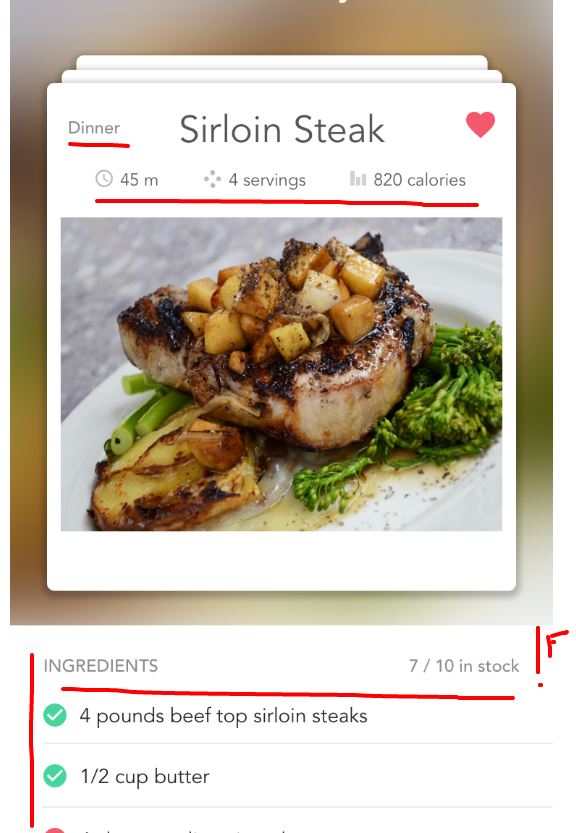 Dinner
Sirloin Steak
45 m 4 servings 820 calories
INGREDIENTS 7 / 10 in stock
4 pounds beef top sirloin steaks
1/2 cup butter